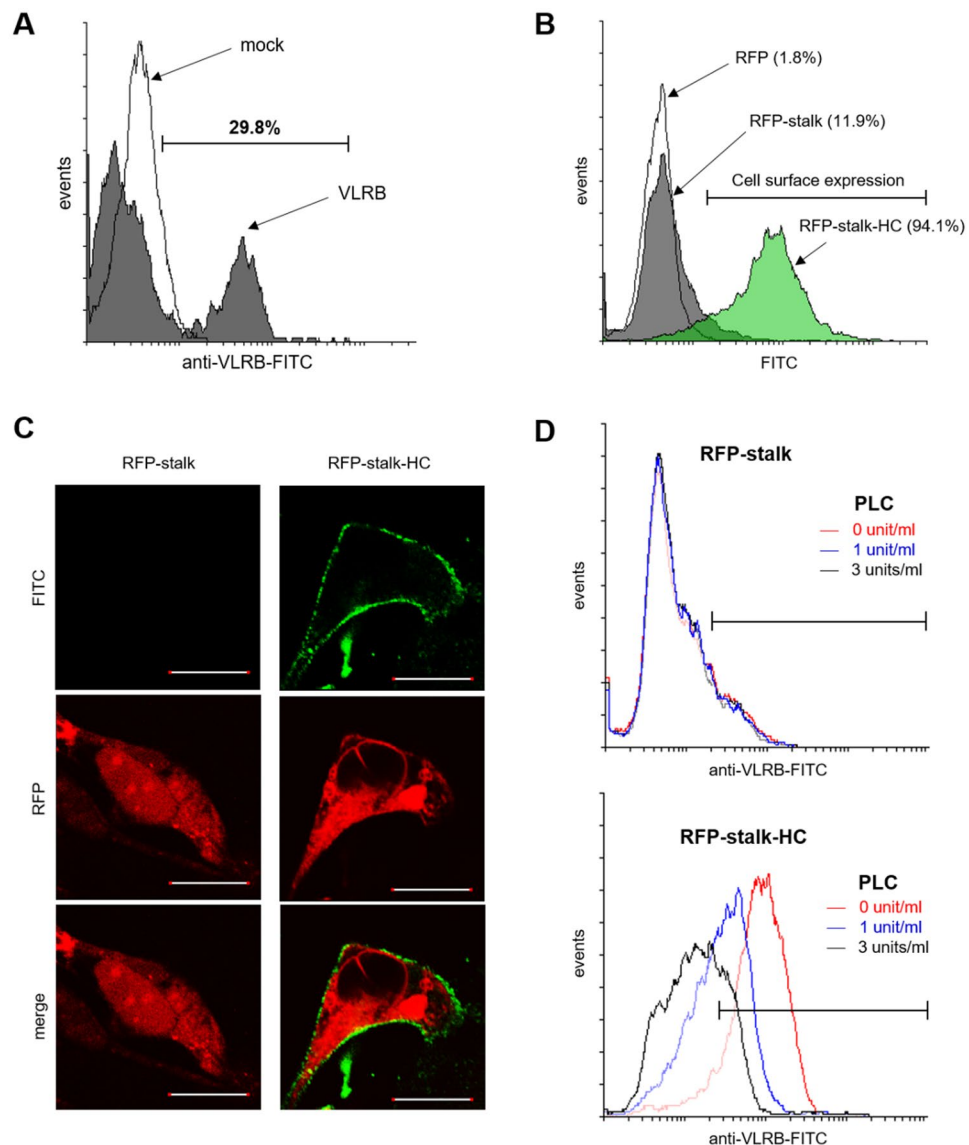 A
mock
29.8%
VLRB
events
anti-VLRB-FITC
B
RFP (1.8%)
RFP-stalk (11.9%)
Cell surface expression
RFP-stalk-HC (94.1%)
events
FITC
C
RFP-stalk
RFP-stalk-HC
FITC
RFP
merge
D
RFP-stalk
PLC
0 unit/ml
1 unit/ml
3 units/ml
events
anti-VLRB-FITC
RFP-stalk-HC
PLC
0 unit/ml
1 unit/ml
3 units/ml
events
anti-VLRB-FITC